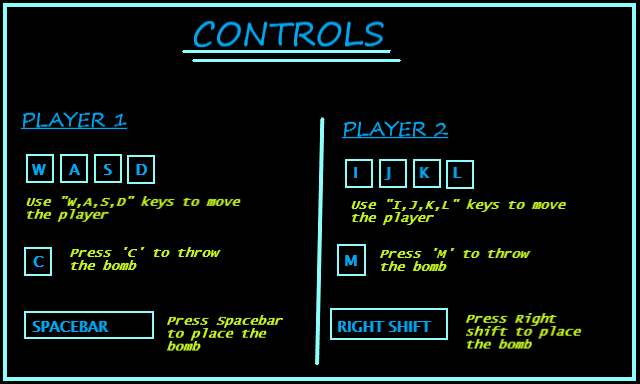 CONTROLS
PLAYER 1
W A S D
Use "W,A,S,D" keys to move
the player
C
Press 'C' to throw
the bomb
SPACEBAR
Press Spacebar
to place the
bomb
PLAYER 2
I J K L
Use "I,J,K,L" keys to move
the player
M
Press 'M' to throw
the bomb
RIGHT SHIFT
Press Right
shift to place
the bomb